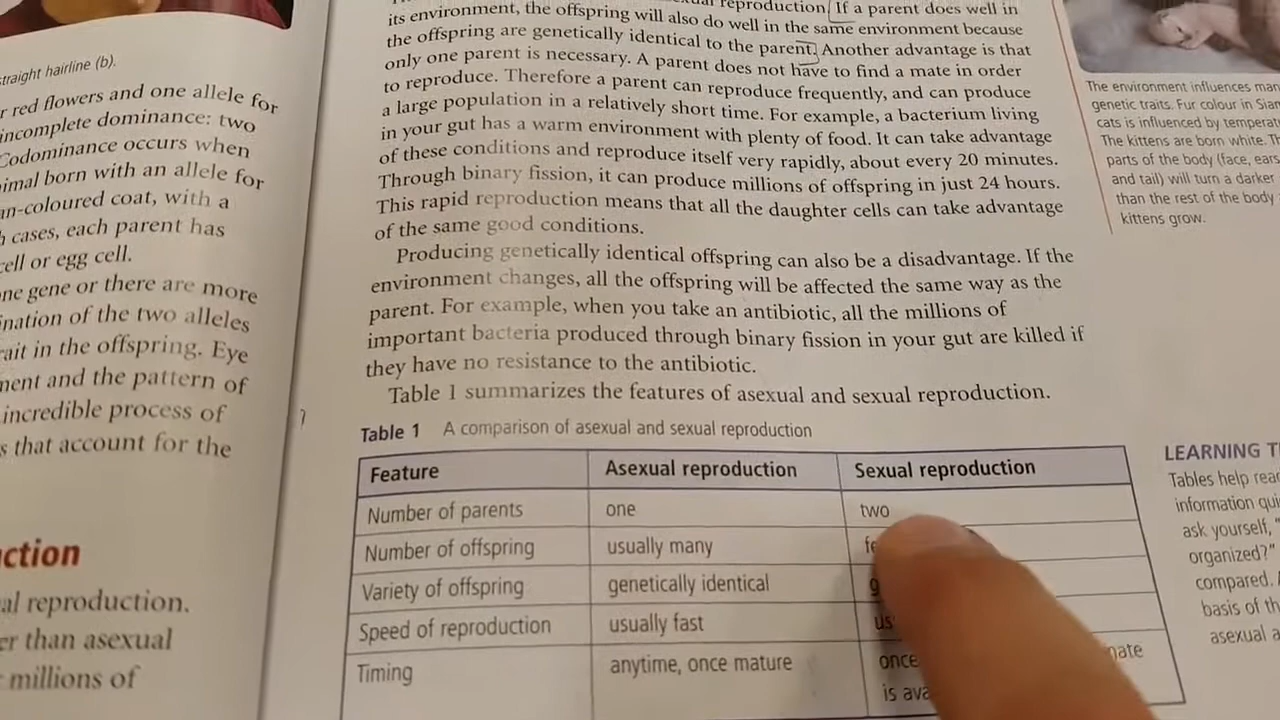 straight hairline (b).
r red flowers and one allele for
incomplete dominance: two
Codominance occurs when
imal born with an allele for
an-coloured coat, with a
h cases, each parent has
cell or egg cell.
one gene or there are more
ination of the two alleles
rait in the offspring. Eye
ment and the pattern of
incredible process of
s that account for the
ction
al reproduction.
er than asexual
millions of
reproduction. If a parent does well in
its environment, the offspring will also do well in the same environment because
the offspring are genetically identical to the parent. Another advantage is that
only one parent is necessary. A parent does not have to find a mate in order
to reproduce. Therefore a parent can reproduce frequently, and can produce
a large population in a relatively short time. For example, a bacterium living
in your gut has a warm environment with plenty of food. It can take advantage
of these conditions and reproduce itself very rapidly, about every 20 minutes.
Through binary fission, it can produce millions of offspring in just 24 hours.
This rapid reproduction means that all the daughter cells can take advantage
of the same good conditions.
Producing genetically identical offspring can also be a disadvantage. If the
environment changes, all the offspring will be affected the same way as the
parent. For example, when you take an antibiotic, all the millions of
important bacteria produced through binary fission in your gut are killed if
they have no resistance to the antibiotic.
Table 1 summarizes the features of asexual and sexual reproduction.
Table 1 A comparison of asexual and sexual reproduction
Feature Asexual reproduction Sexual reproduction
Number of parents one two
Number of offspring usually many
Variety of offspring genetically identical
Speed of reproduction usually fast
Timing anytime, once mature once
is
The environment influences man
genetic traits. Fur colour in Siam
cats is influenced by temperat
The kittens are born white. Th
parts of the body (face, ears
and tail) will turn a darker
than the rest of the body
kittens grow.
LEARNING T
Tables help rea
information qui
ask yourself,
organized?"
compared.
basis of th
asexual a